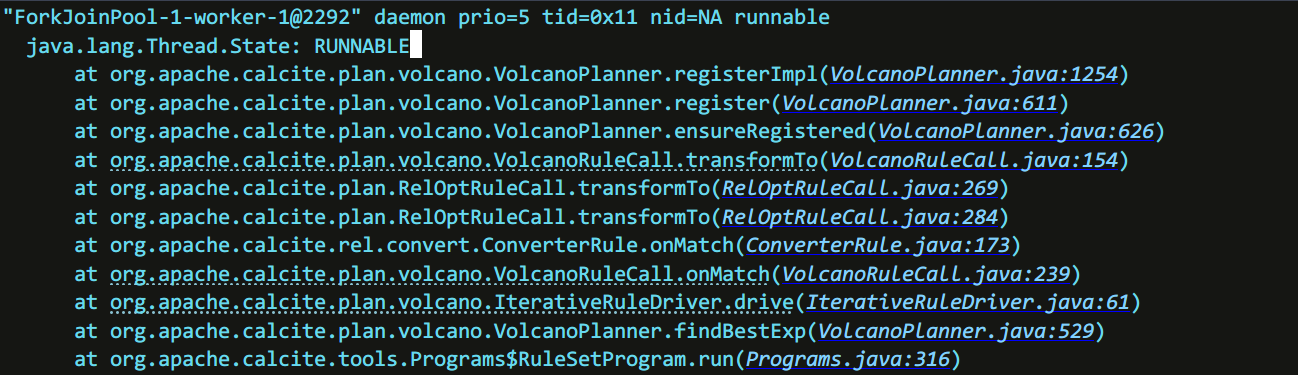 "ForkJoinPool-1-worker-1@2292" daemon prio=5 tid=0x11 nid=NA runnable
java.lang.Thread.State: RUNNABLE
at org.apache.calcite.plan.volcano.VolcanoPlanner.registerImpl(VolcanoPlanner.java:1254)
at org.apache.calcite.plan.volcano.VolcanoPlanner.register(VolcanoPlanner.java:611)
at org.apache.calcite.plan.volcano.VolcanoPlanner.ensureRegistered(VolcanoPlanner.java:626)
at org.apache.calcite.plan.volcano.VolcanoRuleCall.transformTo(VolcanoRuleCall.java:154)
at org.apache.calcite.plan.RelOptRuleCall.transformTo(RelOptRuleCall.java:269)
at org.apache.calcite.plan.RelOptRuleCall.transformTo(RelOptRuleCall.java:284)
at org.apache.calcite.rel.convert.ConverterRule.onMatch(ConverterRule.java:173)
at org.apache.calcite.plan.volcano.VolcanoRuleCall.onMatch(VolcanoRuleCall.java:239)
at org.apache.calcite.plan.volcano.IterativeRuleDriver.drive(IterativeRuleDriver.java:61)
at org.apache.calcite.plan.volcano.VolcanoPlanner.findBestExp(VolcanoPlanner.java:529)
at org.apache.calcite.tools.Programs$RuleSetProgram.run(Programs.java:316)